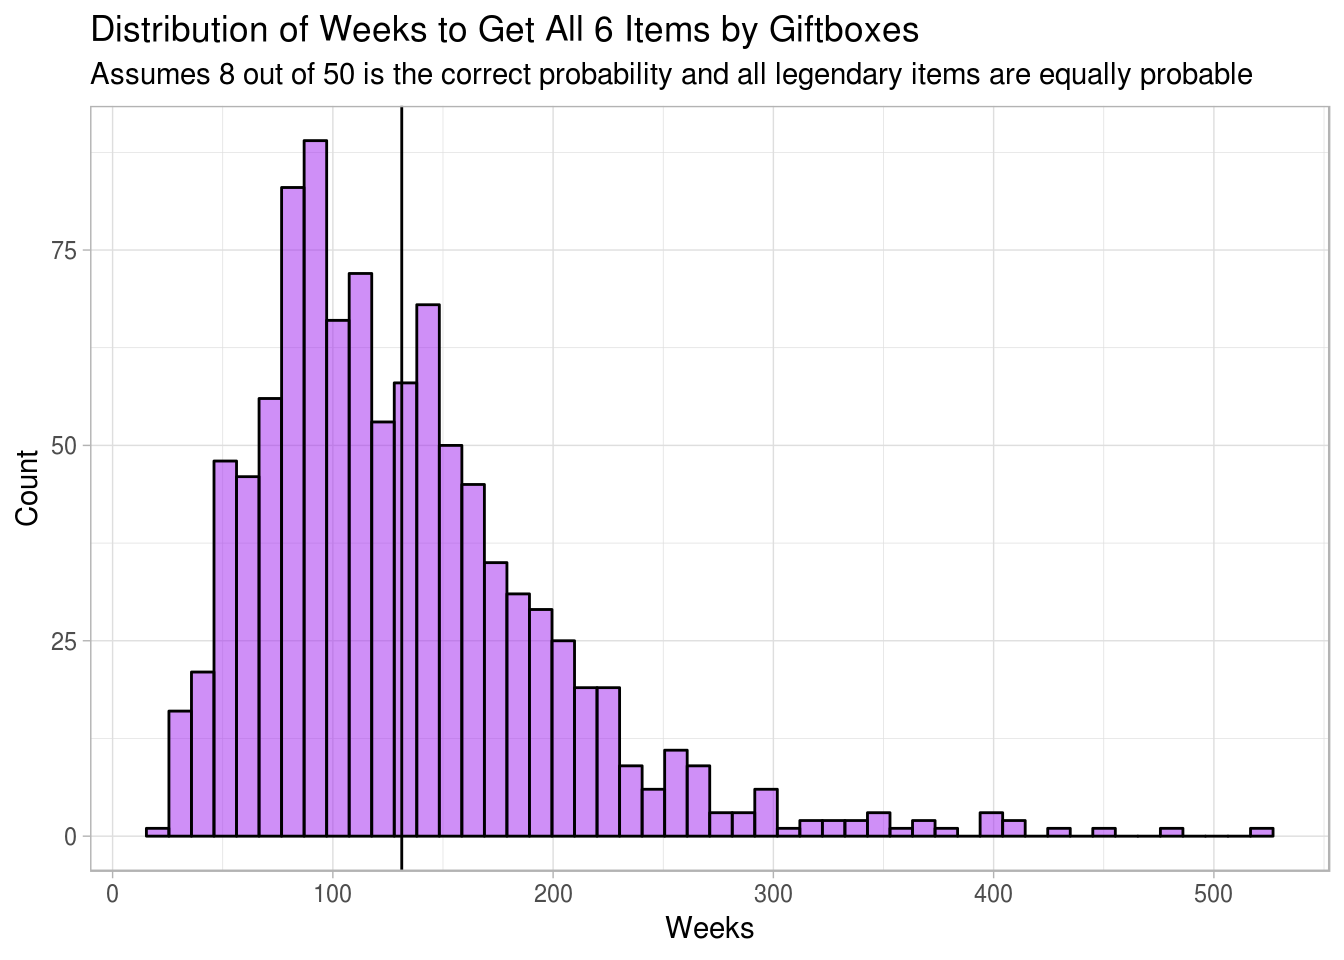 Distribution of Weeks to Get All 6 Items by Giftboxes
Assumes 8 out of 50 is the correct probability and all legendary items are equally probable
75
50
25
0
Count
0 100 200 300 400 500
Weeks